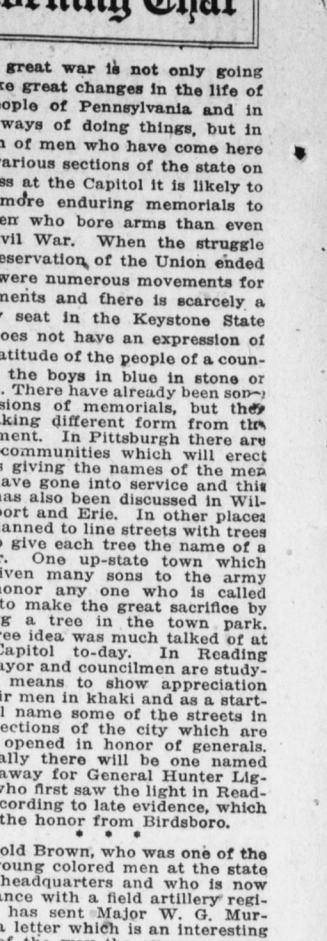 orning Chat
great war is not only going
ke great changes in the life of
eople of Pennsylvania and in
ways of doing things, but in
n of men who have come here
arious sections of the state on
ss at the Capitol it is likely to
more enduring memorials to
en who bore arms than even
vil War. When the struggle
eservation of the Union ended
were numerous movements for
ments and there is scarcely a
y seat in the Keystone State
oes not have an expression of
atitude of the people of a coun-
the boys in blue in stone or
. There have already been some
sions of memorials, but they
king different form from the
ment. In Pittsburgh there are
communities which will erect
s giving the names of the men
ave gone into service and this
as also been discussed in Wil-
port and Erie. In other places
anned to line streets with trees
o give each tree the name of a
r. One up-state town which
iven many sons to the army
onor any one who is called
to make the great sacrifice by
g a tree in the town park.
ree idea was much talked of at
Capitol to-day. In Reading
ayor and councilmen are study-
means to show appreciation
ir men in khaki and as a start-
l name some of the streets in
ections of the city which are
opened in honor of generals.
ally there will be one named
away for General Hunter Lig-
who first saw the light in Read-
cording to late evidence, which
the honor from Birdsboro.
* * *
old Brown, who was one of the
oung colored men at the state
headquarters and who is now
ance with a field artillery regi-
has sent Major W. G. Mur-
a letter which is an interesting